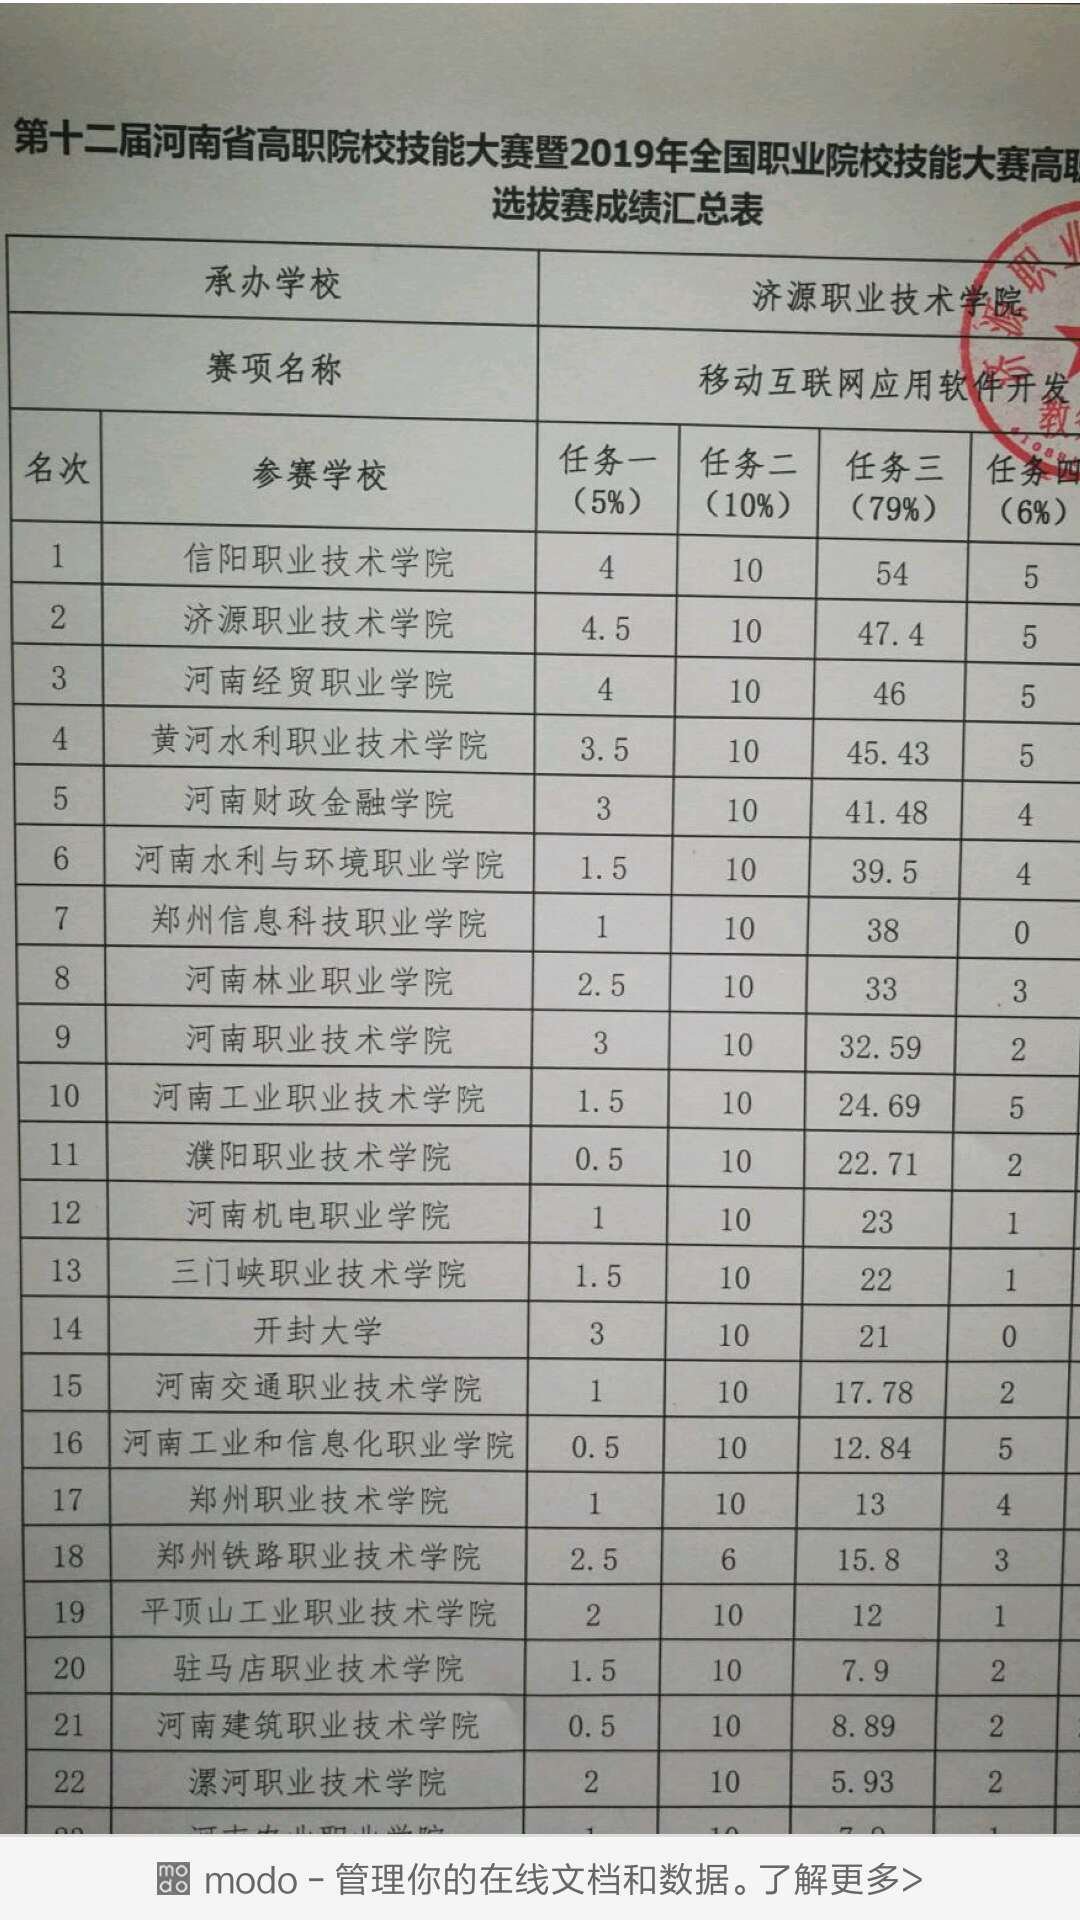 第十二届河南省高职院校技能大赛暨2019年全国职业院校技能大赛高职
选拔赛成绩汇总表
承办学校 济源职业技术学院
赛项名称 移动互联网应用软件开发
名次 参赛学校 任务一（5%） 任务二（10%） 任务三（79%） 任务四（6%）
1 信阳职业技术学院 4 10 54 5
2 济源职业技术学院 4.5 10 47.4 5
3 河南经贸职业学院 4 10 46 5
4 黄河水利职业技术学院 3.5 10 45.43 5
5 河南财政金融学院 3 10 41.48 4
6 河南水利与环境职业学院 1.5 10 39.5 4
7 郑州信息科技职业学院 1 10 38 0
8 河南林业职业学院 2.5 10 33 3
9 河南职业技术学院 3 10 32.59 2
10 河南工业职业技术学院 1.5 10 24.69 5
11 濮阳职业技术学院 0.5 10 22.71 2
12 河南机电职业学院 1 10 23 1
13 三门峡职业技术学院 1.5 10 22 1
14 开封大学 3 10 21 0
15 河南交通职业技术学院 1 10 17.78 2
16 河南工业和信息化职业学院 0.5 10 12.84 5
17 郑州职业技术学院 1 10 13 4
18 郑州铁路职业技术学院 2.5 6 15.8 3
19 平顶山工业职业技术学院 2 10 12 1
20 驻马店职业技术学院 1.5 10 7.9 2
21 河南建筑职业技术学院 0.5 10 8.89 2
22 漯河职业技术学院 2 10 5.93 2
济源职业
modo - 管理你的在线文档和数据。了解更多>